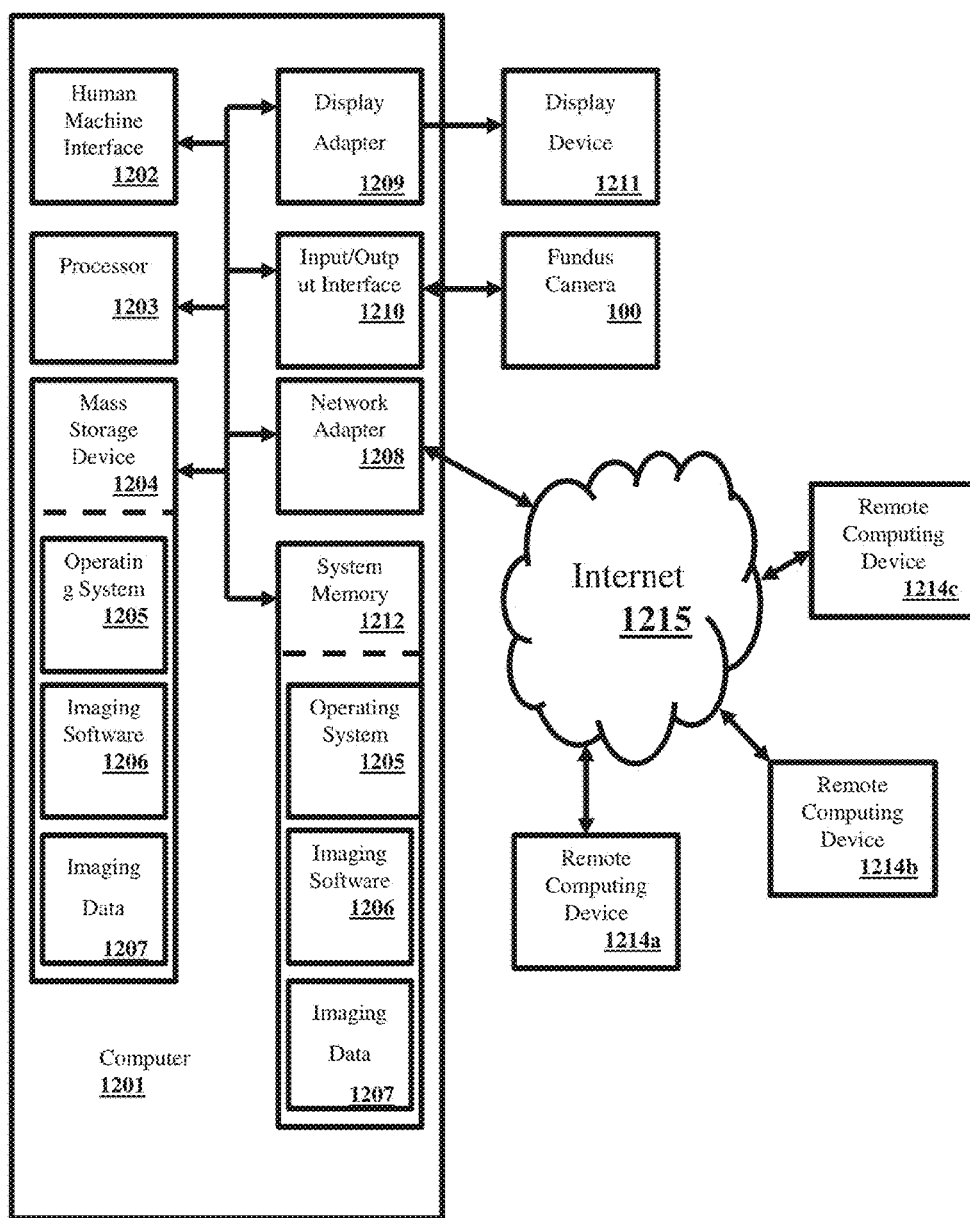 Human
Machine
Interface
1202
Display
Adapter
1209
Display
Device
1211
Processor
1203
Input/Outp
ut Interface
1210
Fundus
Camera
100
Mass
Storage
Device
1204
Network
Adapter
1208
Operatin
g System
1205
System
Memory
1212
Internet
1215
Remote
Computing
Device
1214c
Imaging
Software
1206
Operating
System
1205
Remote
Computing
Device
1214b
Imaging
Data
1207
Imaging
Software
1206
Remote
Computing
Device
1214a
Imaging
Data
1207
Computer
1201